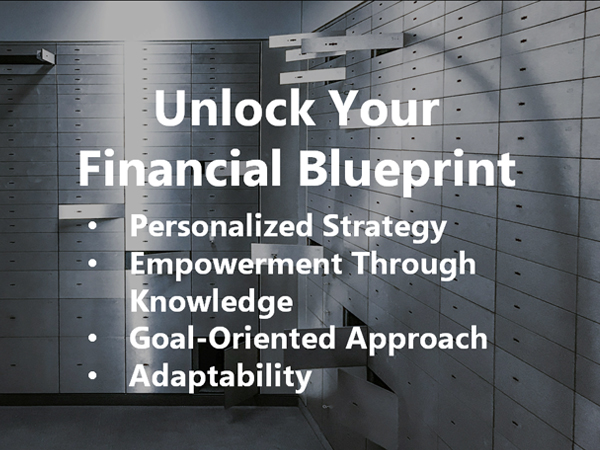 Unlock Your
Financial Blueprint
• Personalized Strategy
• Empowerment Through
Knowledge
• Goal-Oriented Approach
• Adaptability